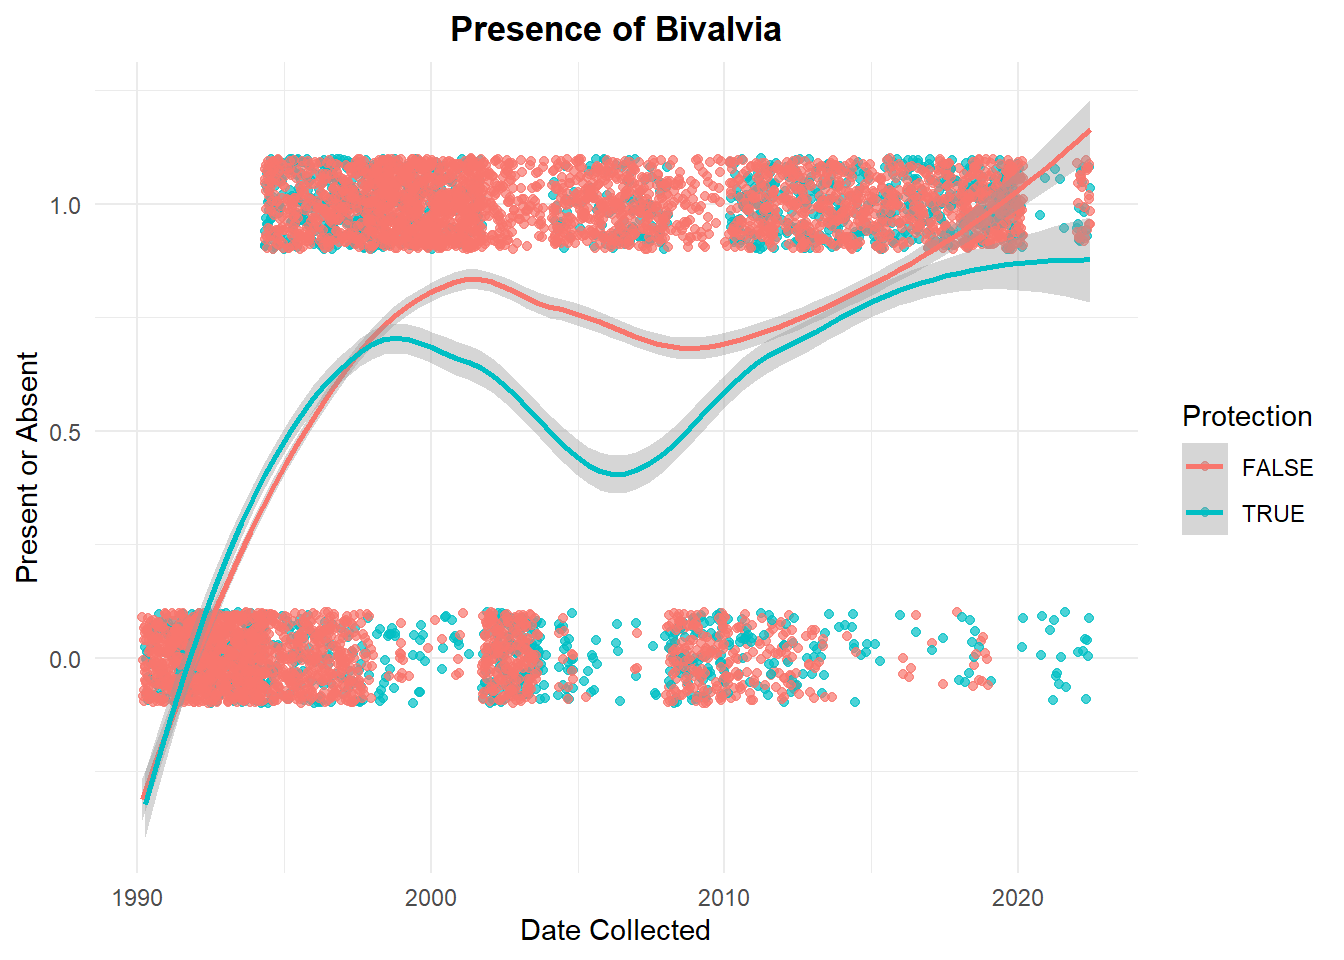 Presence of Bivalvia
Present or Absent
1.0
0.5
0.0
1990
2000
2010
2020
Date Collected
Protection
FALSE
TRUE